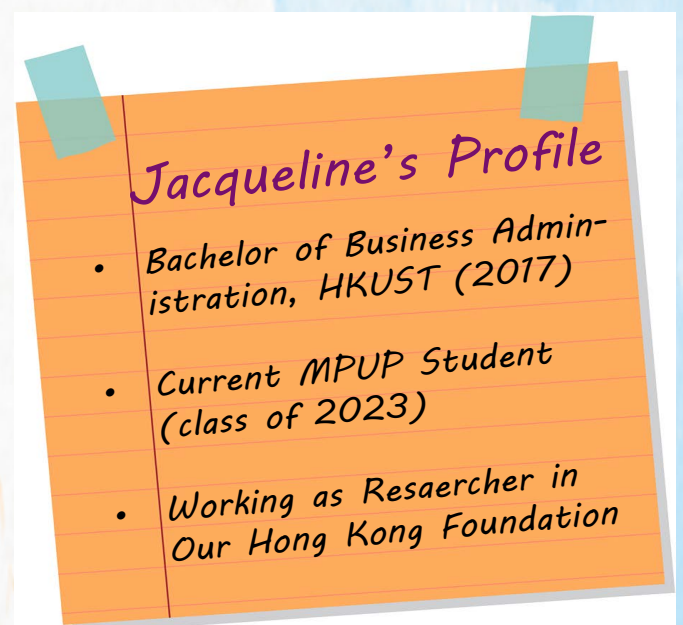 Jacqueline’s Profile
• Bachelor of Business Admin-
istration, HKUST (2017)
• Current MPUP Student
(class of 2023)
• Working as Resaercher in
Our Hong Kong Foundation